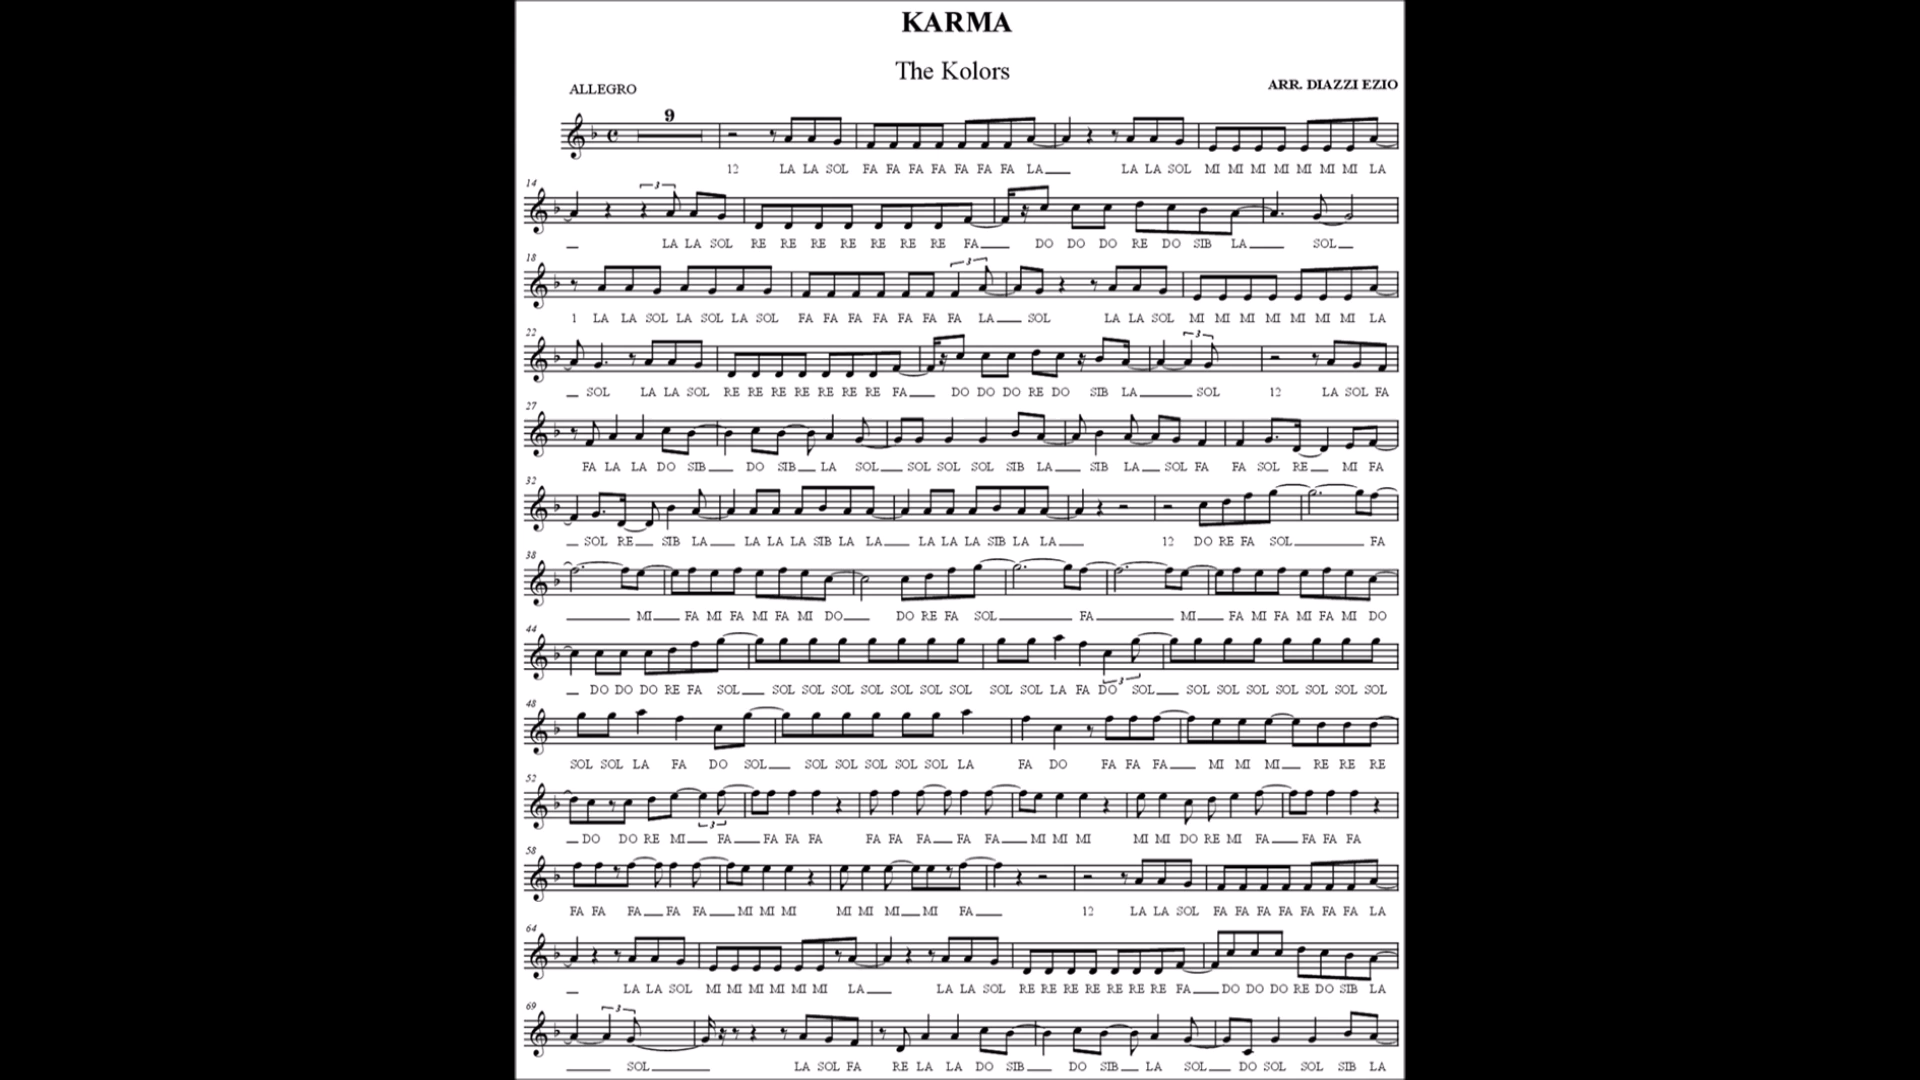 KARMA
The Kolors
ALLEGRO
ARR. DIAZZI EZIO
9
12 LA LA SOL FA FA FA FA FA FA FA LA LA LA SOL MI MI MI MI MI MI MI LA
14
3
LA LA SOL RE RE RE RE RE RE RE FA DO DO DO RE DO SIB LA SOL
18
3
1 LA LA SOL LA SOL LA SOL FA FA FA FA FA FA FA LA SOL LA LA SOL MI MI MI MI MI MI MI LA
22
3
SOL LA LA SOL RE RE RE RE RE RE RE FA DO DO DO RE DO SIB LA SOL 12 LA SOL FA
27
FA LA LA DO SIB DO SIB LA SOL SOL SOL SOL SIB LA SIB LA SOL FA FA SOL RE MI FA
32
SOL RE SIB LA LA LA LA SIB LA LA LA LA LA SIB LA LA 12 DO RE FA SOL FA
38
MI FA MI FA MI FA MI DO DO RE FA SOL FA MI FA MI FA MI FA MI DO
44
DO DO DO RE FA SOL SOL SOL SOL SOL SOL SOL SOL SOL LA FA DO SOL SOL SOL SOL SOL SOL SOL SOL
3
48
SOL SOL LA FA DO SOL SOL SOL SOL SOL SOL LA FA DO FA FA FA MI MI MI RE RE RE
52
3
DO DO RE MI FA FA FA FA FA FA FA FA FA MI MI MI MI MI DO RE MI FA FA FA FA
58
FA FA FA FA FA MI MI MI MI MI MI MI FA 12 LA LA SOL FA FA FA FA FA FA FA LA
64
LA LA SOL MI MI MI MI MI MI LA LA LA SOL RE RE RE RE RE RE RE FA DO DO DO RE DO SIB LA
69
3
SOL LA SOL FA RE LA LA DO SIB DO SIB LA SOL DO SOL SOL SIB LA